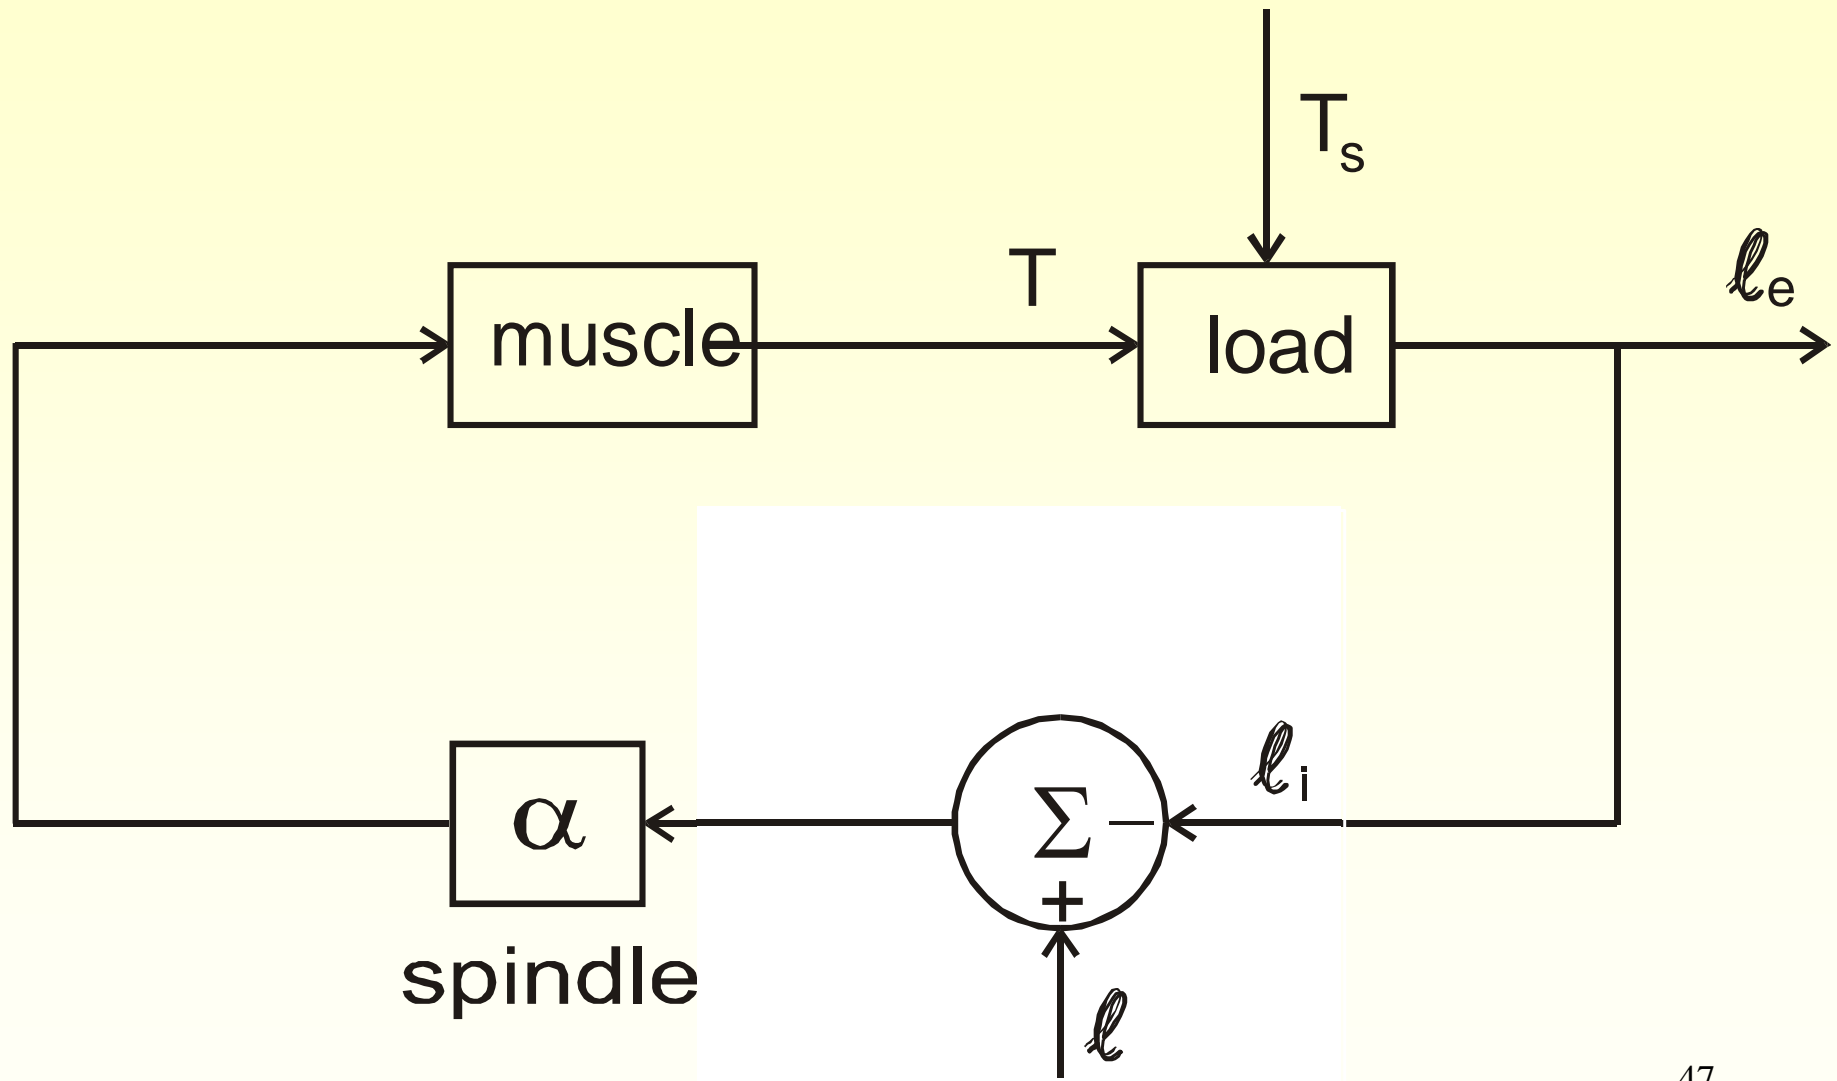 Tₛ
ℓₑ
T
muscle
load
ℓᵢ
α
Σ −
+
spindle
ℓ
47